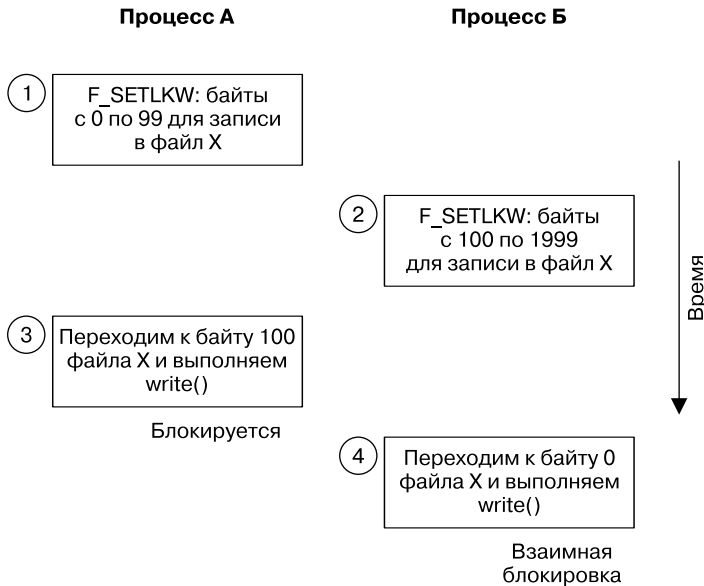 Процесс А
Процесс Б
1
F_SETLKW: байты
с 0 по 99 для записи
в файл X
2
F_SETLKW: байты
с 100 по 1999
для записи в файл X
Время
3
Переходим к байту 100
файла X и выполняем
write()
Блокируется
4
Переходим к байту 0
файла X и выполняем
write()
Взаимная
блокировка